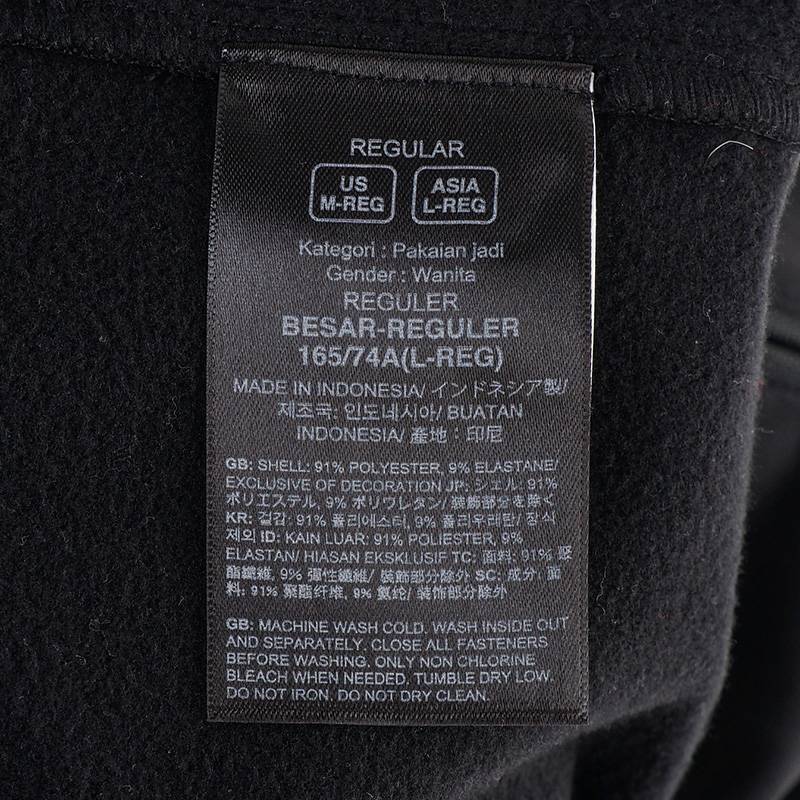 REGULAR
US ASIA
M-REG L-REG
Kategori : Pakaian jadi
Gender : Wanita
REGULER
BESAR-REGULER
165/74A(L-REG)
MADE IN INDONESIA/ インドネシア製/
제조국: 인도네시아/ BUATAN
INDONESIA/ 產地：印尼
GB: SHELL: 91% POLYESTER, 9% ELASTANE/
EXCLUSIVE OF DECORATION JP: シェル: 91%
ポリエステル, 9% ポリウレタン/ 装飾部分を除く
KR: 겉감: 91% 폴리에스터, 9% 폴리우레탄/ 장식
제외 ID: KAIN LUAR: 91% POLIESTER, 9%
ELASTAN/ HIASAN EKSKLUSIF TC: 面料: 91% 聚
酯纖維, 9% 彈性纖維/ 裝飾部分除外 SC: 成分: 面
料: 91% 聚酯纤维, 9% 氨纶/ 装饰部分除外
GB: MACHINE WASH COLD. WASH INSIDE OUT
AND SEPARATELY. CLOSE ALL FASTENERS
BEFORE WASHING. ONLY NON CHLORINE
BLEACH WHEN NEEDED. TUMBLE DRY LOW.
DO NOT IRON. DO NOT DRY CLEAN.